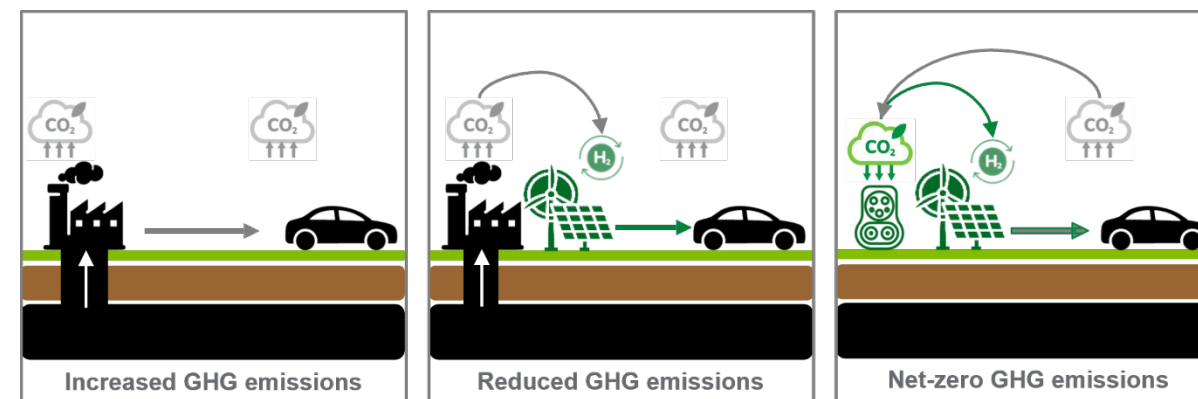 CO₂
CO₂
Increased GHG emissions
CO₂
H₂
CO₂
Reduced GHG emissions
CO₂
H₂
CO₂
Net-zero GHG emissions